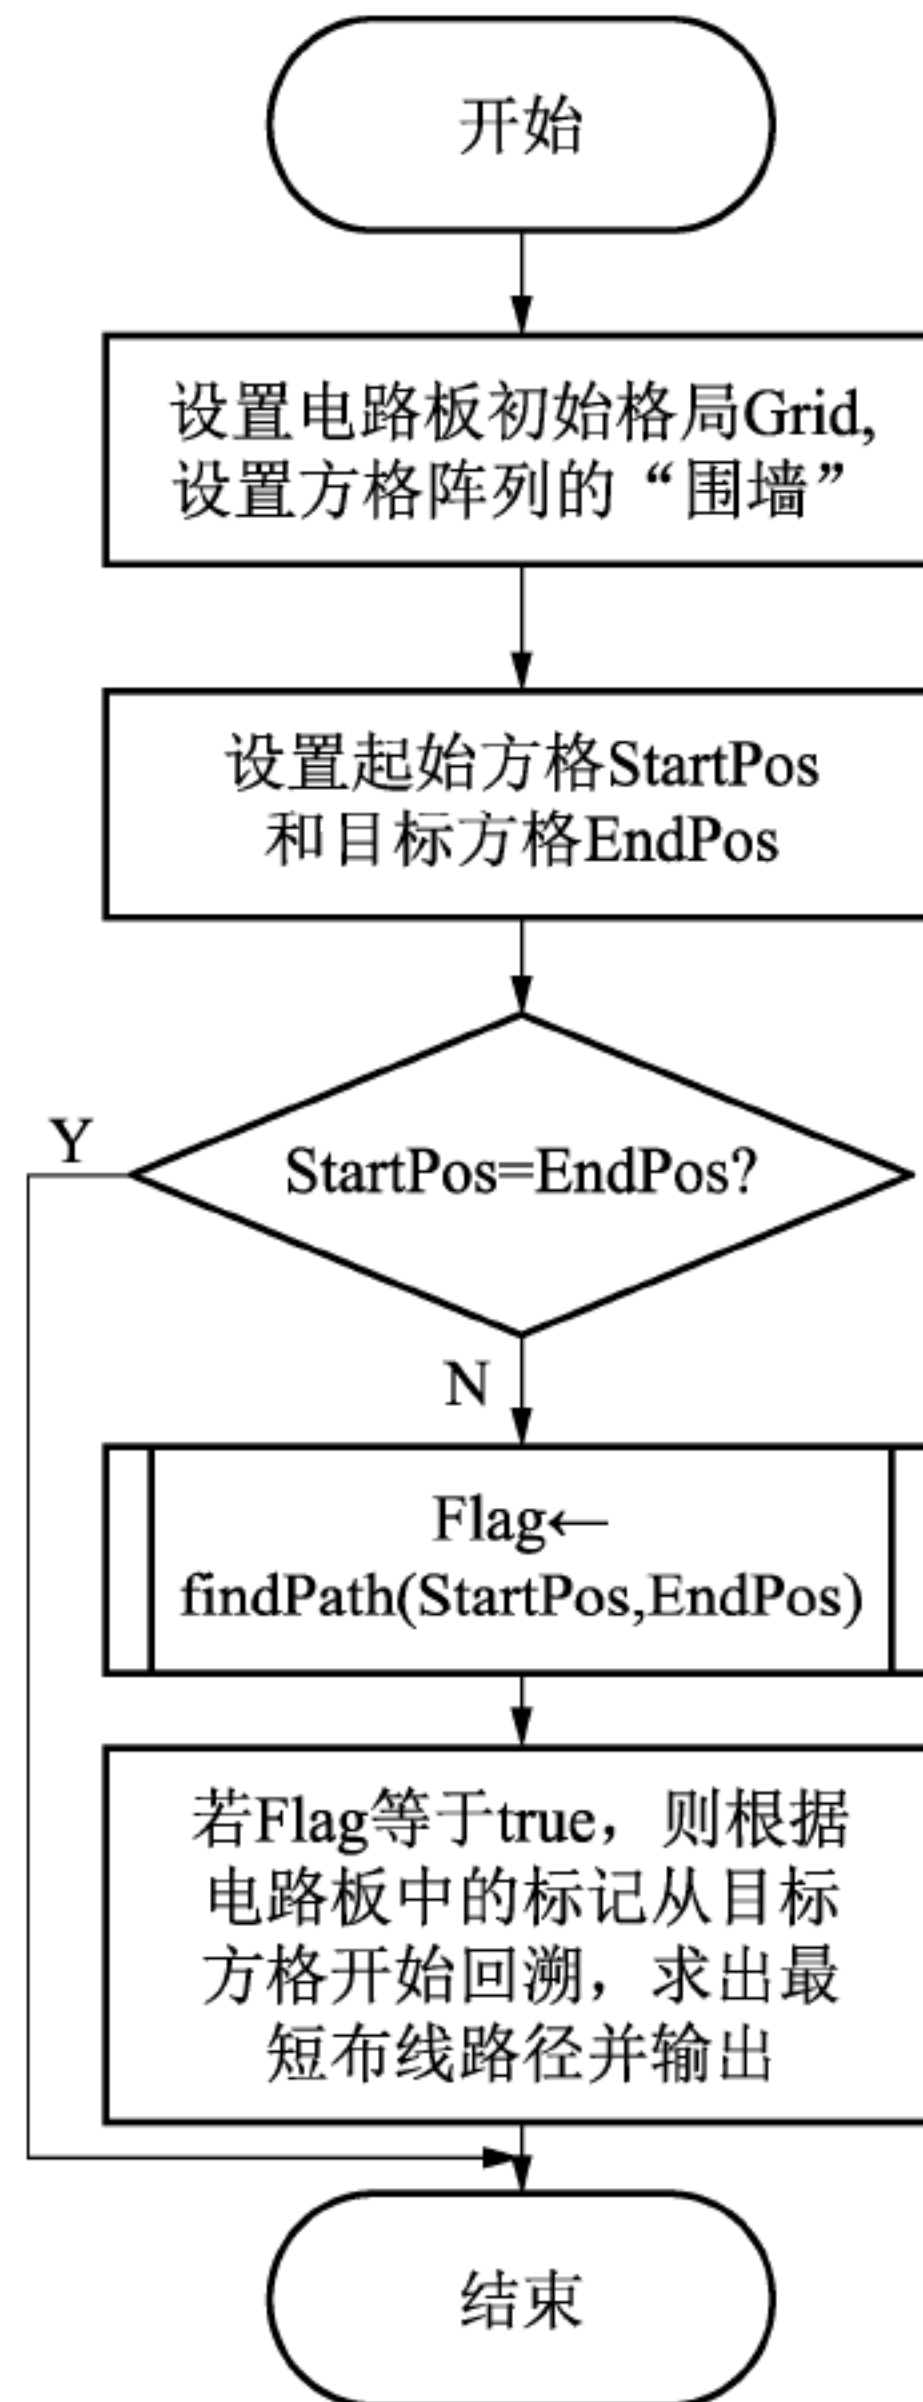 开始
设置电路板初始格局Grid,
设置方格阵列的“围墙”
设置起始方格StartPos
和目标方格EndPos
Y
StartPos=EndPos?
N
Flag←
findPath(StartPos,EndPos)
若Flag等于true，则根据
电路板中的标记从目标
方格开始回溯，求出最
短布线路径并输出
结束